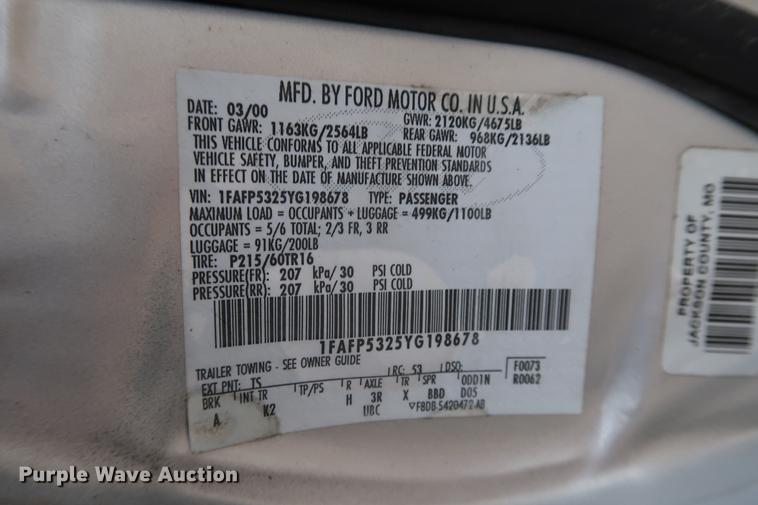 MFD. BY FORD MOTOR CO. IN U.S.A.
DATE: 03/00 GVWR: 2120KG/4675LB
FRONT GAWR: 1163KG/2564LB REAR GAWR: 968KG/2136LB
THIS VEHICLE CONFORMS TO ALL APPLICABLE FEDERAL MOTOR
VEHICLE SAFETY, BUMPER, AND THEFT PREVENTION STANDARDS
IN EFFECT ON THE DATE OF MANUFACTURE SHOWN ABOVE.
VIN: 1FAFP5325YG198678 TYPE: PASSENGER
MAXIMUM LOAD = OCCUPANTS + LUGGAGE = 499KG/1100LB
OCCUPANTS = 5/6 TOTAL; 2/3 FR, 3 RR
LUGGAGE = 91KG/200LB
TIRE: P215/60TR16
PRESSURE(FR): 207 kPa/30 PSI COLD
PRESSURE(RR): 207 kPa/30 PSI COLD
1FAFP5325YG198678
TRAILER TOWING - SEE OWNER GUIDE
EXT PNT: TS RC: 53 DSO: F0073
BRK INT TR TP/PS R AXLE TR SPR ODD1N R0062
A K2 H 3R X BBD D05
UBC F8DB-5420472-AB
PROPERTY OF
JACKSON COUNTY, MO
Purple Wave Auction